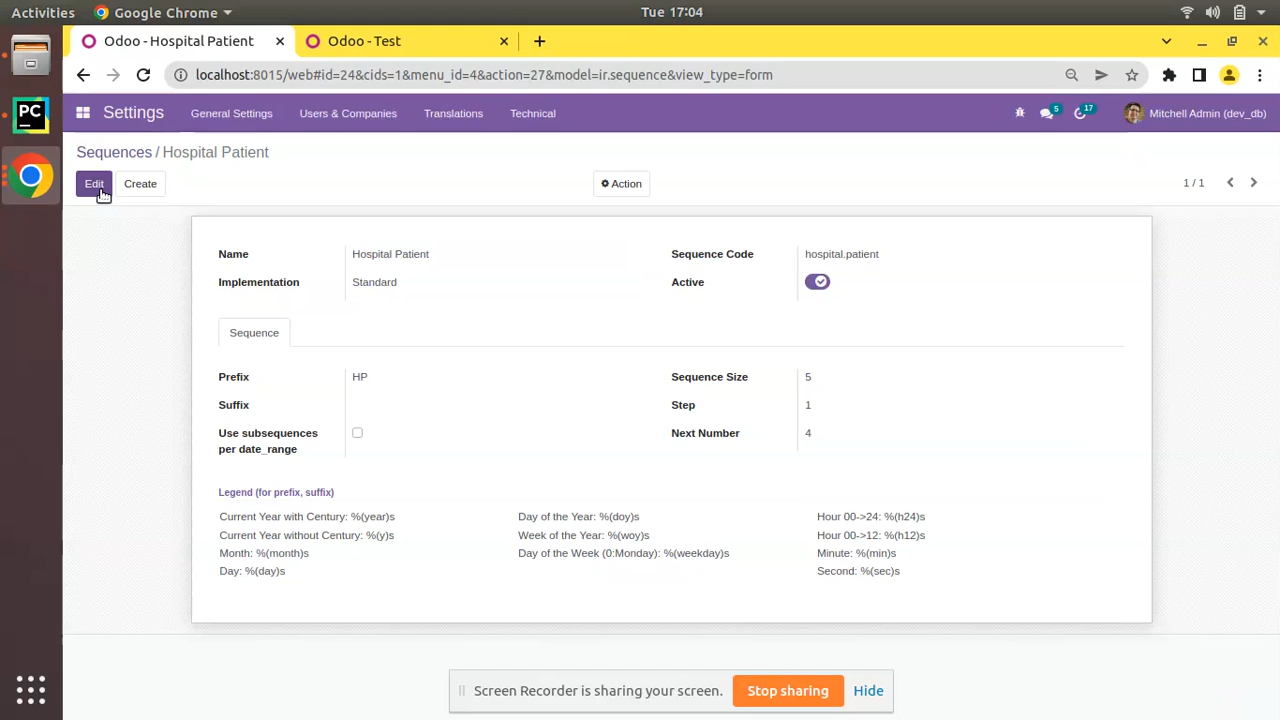 Activities Google Chrome Tue 17:04
Odoo - Hospital Patient Odoo - Test
localhost:8015/web#id=24&cids=1&menu_id=4&action=27&model=ir.sequence&view_type=form
Settings General Settings Users & Companies Translations Technical 5 17 Mitchell Admin (dev_db)
Sequences / Hospital Patient
Edit Create Action 1 / 1
Name Hospital Patient Sequence Code hospital.patient
Implementation Standard Active
Sequence
Prefix HP Sequence Size 5
Suffix Step 1
Use subsequences Next Number 4
per date_range
Legend (for prefix, suffix)
Current Year with Century: %(year)s Day of the Year: %(doy)s Hour 00->24: %(h24)s
Current Year without Century: %(y)s Week of the Year: %(woy)s Hour 00->12: %(h12)s
Month: %(month)s Day of the Week (0:Monday): %(weekday)s Minute: %(min)s
Day: %(day)s Second: %(sec)s
Screen Recorder is sharing your screen. Stop sharing Hide
PC